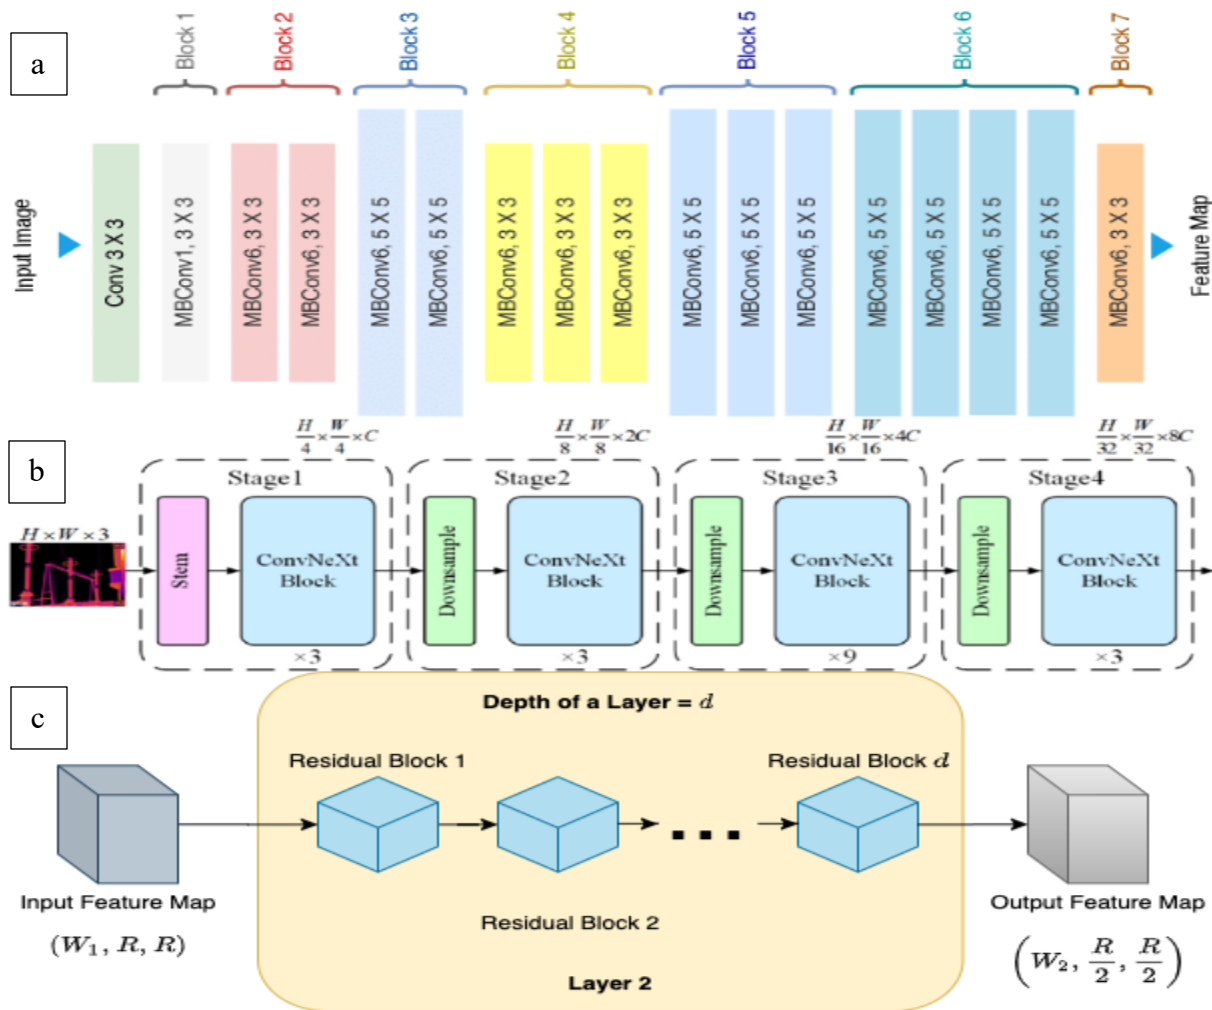 a
Block 1
Block 2
Block 3
Block 4
Block 5
Block 6
Block 7
Input Image
Conv 3 X 3
MBConv1, 3 X 3
MBConv6, 3 X 3
MBConv6, 3 X 3
MBConv6, 5 X 5
MBConv6, 5 X 5
MBConv6, 3 X 3
MBConv6, 3 X 3
MBConv6, 3 X 3
MBConv6, 5 X 5
MBConv6, 5 X 5
MBConv6, 5 X 5
MBConv6, 5 X 5
MBConv6, 5 X 5
MBConv6, 5 X 5
MBConv6, 5 X 5
MBConv6, 3 X 3
Feature Map
b
H×W×3
H/4×W/4×C
Stage1
Stem
ConvNeXt
Block
×3
H/8×W/8×2C
Stage2
Downsample
ConvNeXt
Block
×3
H/16×W/16×4C
Stage3
Downsample
ConvNeXt
Block
×9
H/32×W/32×8C
Stage4
Downsample
ConvNeXt
Block
×3
c
Depth of a Layer = d
Residual Block 1
Residual Block d
Input Feature Map
(W₁, R, R)
Residual Block 2
...
Layer 2
Output Feature Map
(W₂, R/2, R/2)